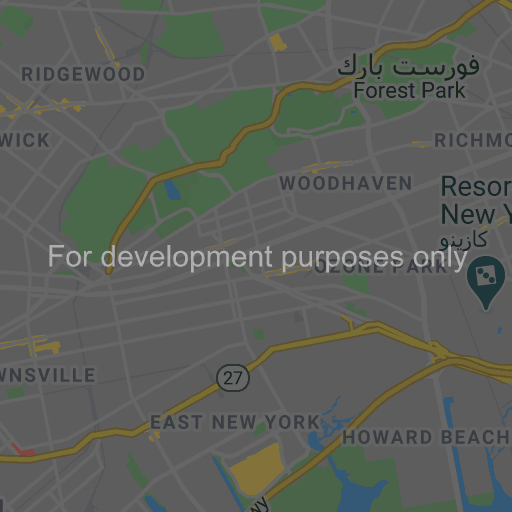 RIDGEWOOD
فورست بارك
Forest Park
WICK
RICHMO
WOODHAVEN
Resor
New Y
كازينو
For development purposes only
OZONE PARK
27
WNSVILLE
EAST NEW YORK
HOWARD BEACH
wy